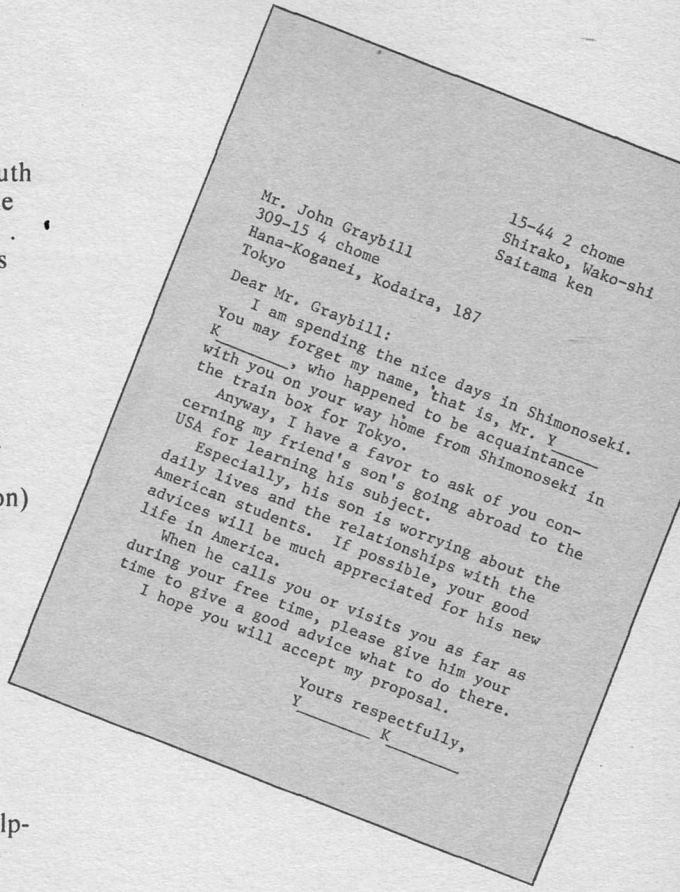 uth
e
.
s
on)
lp-
15-44 2 chome
Shirako, Wako-shi
Saitama ken
Mr. John Graybill
309-15 4 chome
Hana-Koganei, Kodaira, 187
Tokyo
Dear Mr. Graybill:
I am spending the nice days in Shimonoseki.
You may forget my name, that is, Mr. Y_____
K_______, who happened to be acquaintance
with you on your way home from Shimonoseki in
the train box for Tokyo.
Anyway, I have a favor to ask of you con-
cerning my friend's son's going abroad to the
USA for learning his subject.
Especially, his son is worrying about the
daily lives and the relationships with the
American students. If possible, your good
advices will be much appreciated for his new
life in America.
When he calls you or visits you as far as
during your free time, please give him your
time to give a good advice what to do there.
I hope you will accept my proposal.
Yours respectfully,
Y_______ K_______